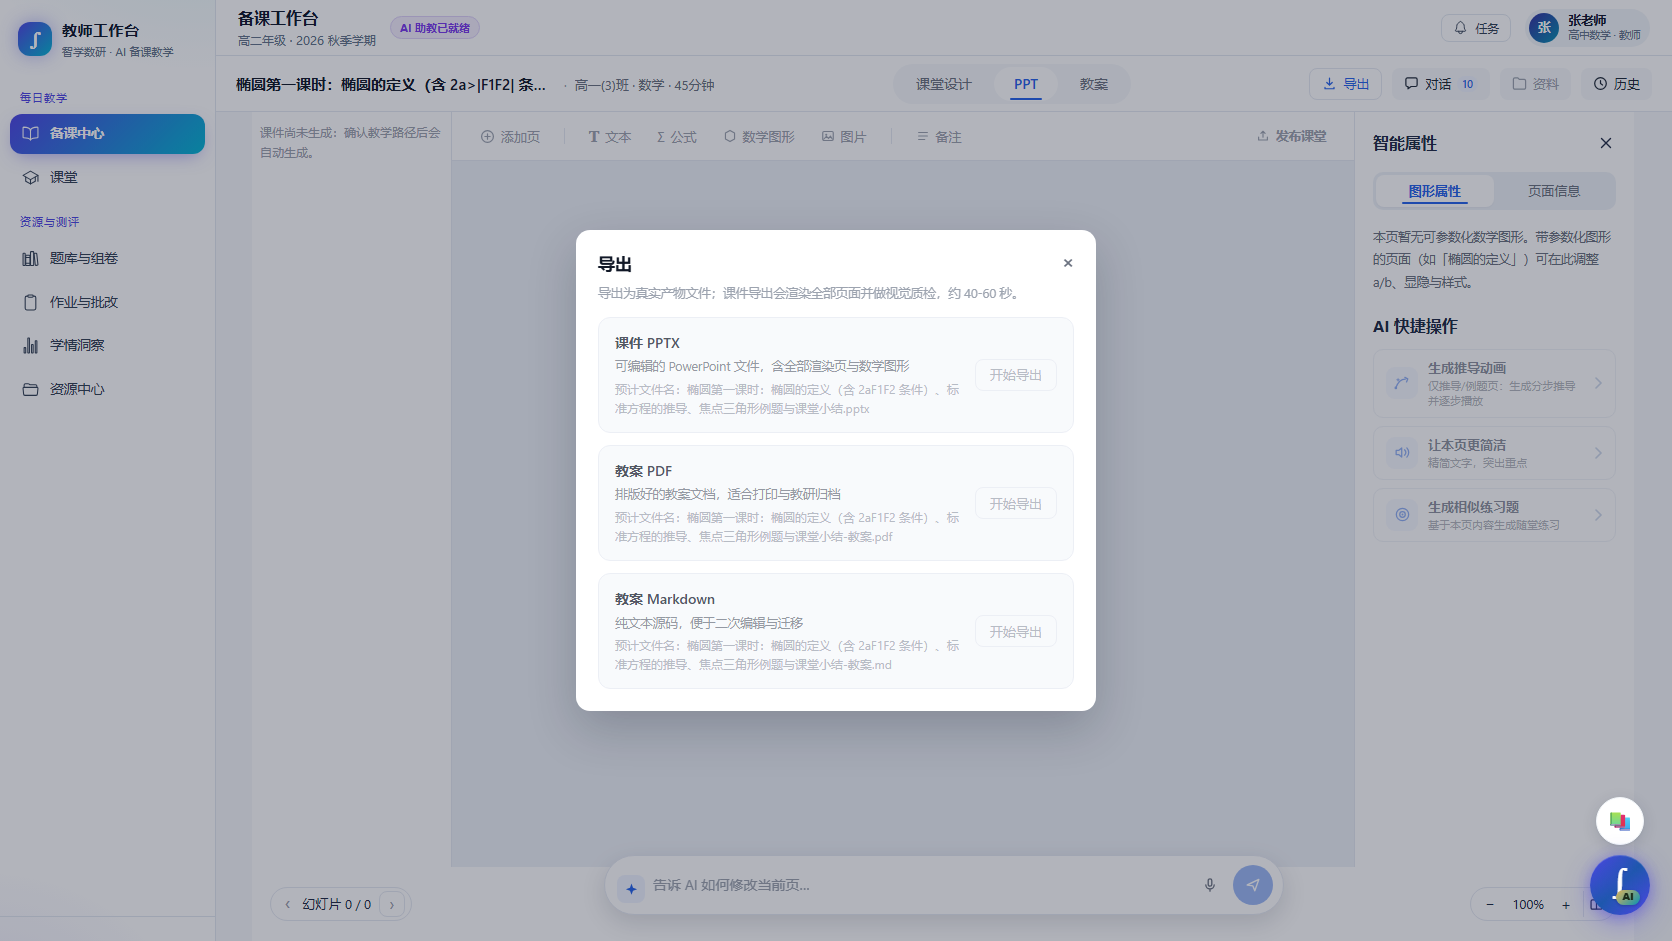 教师工作台
智学数研 · AI 备课教学
每日教学
备课中心
课堂
资源与测评
题库与组卷
作业与批改
学情洞察
资源中心
备课工作台
高二年级 · 2026 秋季学期
AI 助教已就绪
任务
张
张老师
高中数学 · 教师
椭圆第一课时：椭圆的定义（含 2a>|F1F2| 条...
· 高一(3)班 · 数学 · 45分钟
课堂设计
PPT
教案
导出
对话 10
资料
历史
课件尚未生成：确认教学路径后会
自动生成。
添加页
T 文本
Σ 公式
数学图形
图片
备注
发布课堂
智能属性
图形属性
页面信息
本页暂无可参数化数学图形。带参数化图形
的页面（如「椭圆的定义」）可在此调整
a/b、显隐与样式。
AI 快捷操作
生成推导动画
仅推导/例题页：生成分步推导
并逐步播放
让本页更简洁
精简文字，突出重点
生成相似练习题
基于本页内容生成随堂练习
导出
×
导出为真实产物文件；课件导出会渲染全部页面并做视觉质检，约 40-60 秒。
课件 PPTX
可编辑的 PowerPoint 文件，含全部渲染页与数学图形
预计文件名：椭圆第一课时：椭圆的定义（含 2aF1F2 条件）、标
准方程的推导、焦点三角形例题与课堂小结.pptx
开始导出
教案 PDF
排版好的教案文档，适合打印与教研归档
预计文件名：椭圆第一课时：椭圆的定义（含 2aF1F2 条件）、标
准方程的推导、焦点三角形例题与课堂小结-教案.pdf
开始导出
教案 Markdown
纯文本源码，便于二次编辑与迁移
预计文件名：椭圆第一课时：椭圆的定义（含 2aF1F2 条件）、标
准方程的推导、焦点三角形例题与课堂小结-教案.md
开始导出
‹ 幻灯片 0 / 0 ›
告诉 AI 如何修改当前页...
− 100% +
∫ AI